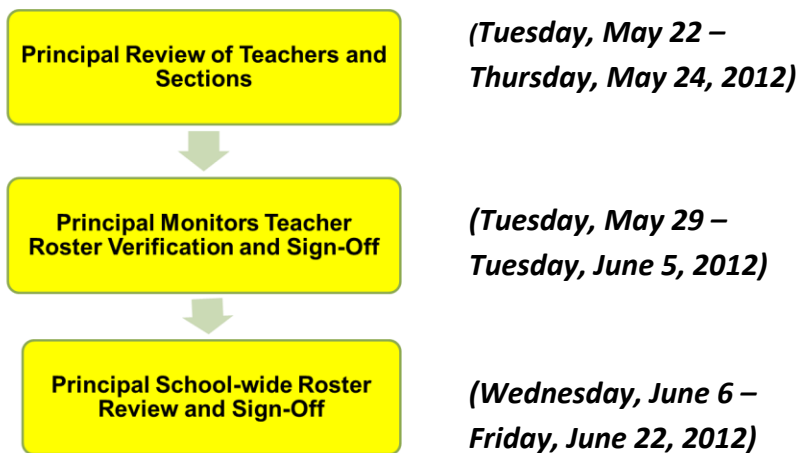 Principal Review of Teachers and
Sections
(Tuesday, May 22 –
Thursday, May 24, 2012)
Principal Monitors Teacher
Roster Verification and Sign-Off
(Tuesday, May 29 –
Tuesday, June 5, 2012)
Principal School-wide Roster
Review and Sign-Off
(Wednesday, June 6 –
Friday, June 22, 2012)